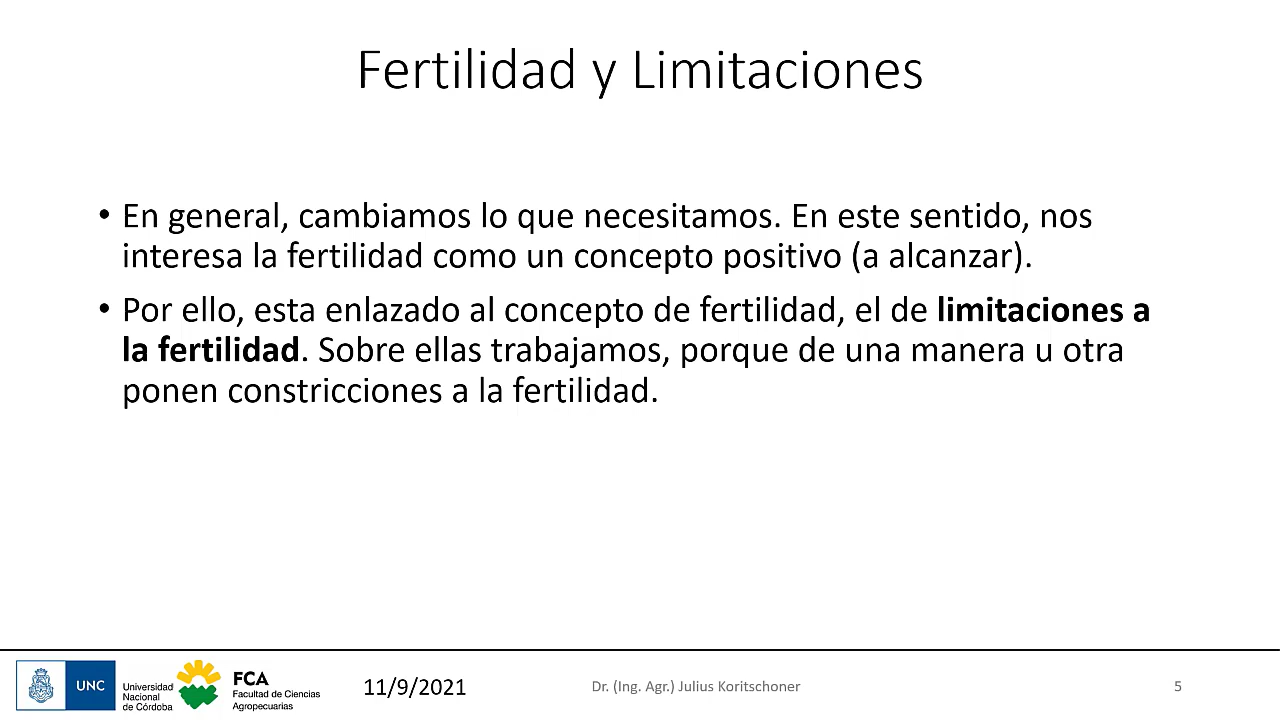 Fertilidad y Limitaciones
• En general, cambiamos lo que necesitamos. En este sentido, nos
interesa la fertilidad como un concepto positivo (a alcanzar).
• Por ello, esta enlazado al concepto de fertilidad, el de limitaciones a
la fertilidad. Sobre ellas trabajamos, porque de una manera u otra
ponen constricciones a la fertilidad.
UNC
Universidad
Nacional
de Córdoba
FCA
Facultad de Ciencias
Agropecuarias
11/9/2021
Dr. (Ing. Agr.) Julius Koritschoner
5